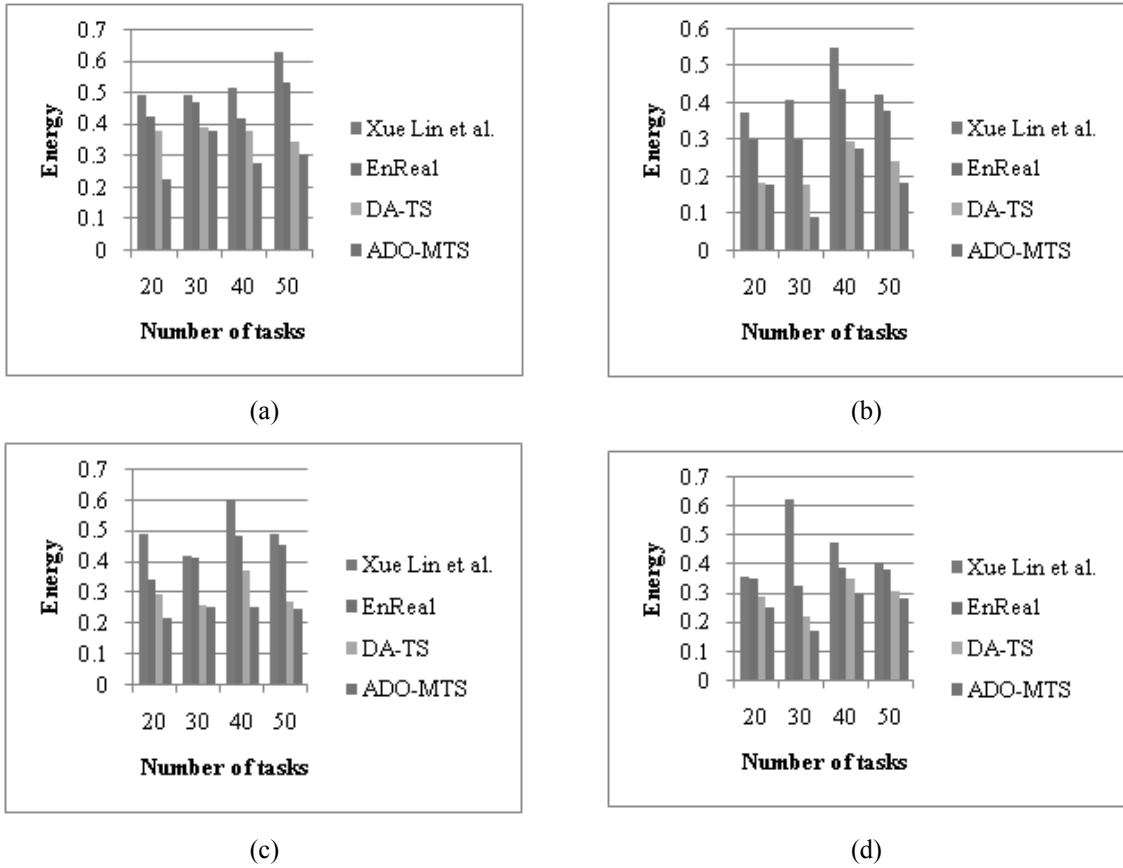 0.7
0.6
0.5
0.4
0.3
0.2
0.1
0
Energy
20 30 40 50
Number of tasks
Xue Lin et al.
EnReal
DA-TS
ADO-MTS
(a)
0.6
0.5
0.4
0.3
0.2
0.1
0
Energy
20 30 40 50
Number of tasks
Xue Lin et al.
EnReal
DA-TS
ADO-MTS
(b)
0.7
0.6
0.5
0.4
0.3
0.2
0.1
0
Energy
20 30 40 50
Number of tasks
Xue Lin et al.
EnReal
DA-TS
ADO-MTS
(c)
0.7
0.6
0.5
0.4
0.3
0.2
0.1
0
Energy
20 30 40 50
Number of tasks
Xue Lin et al.
EnReal
DA-TS
ADO-MTS
(d)